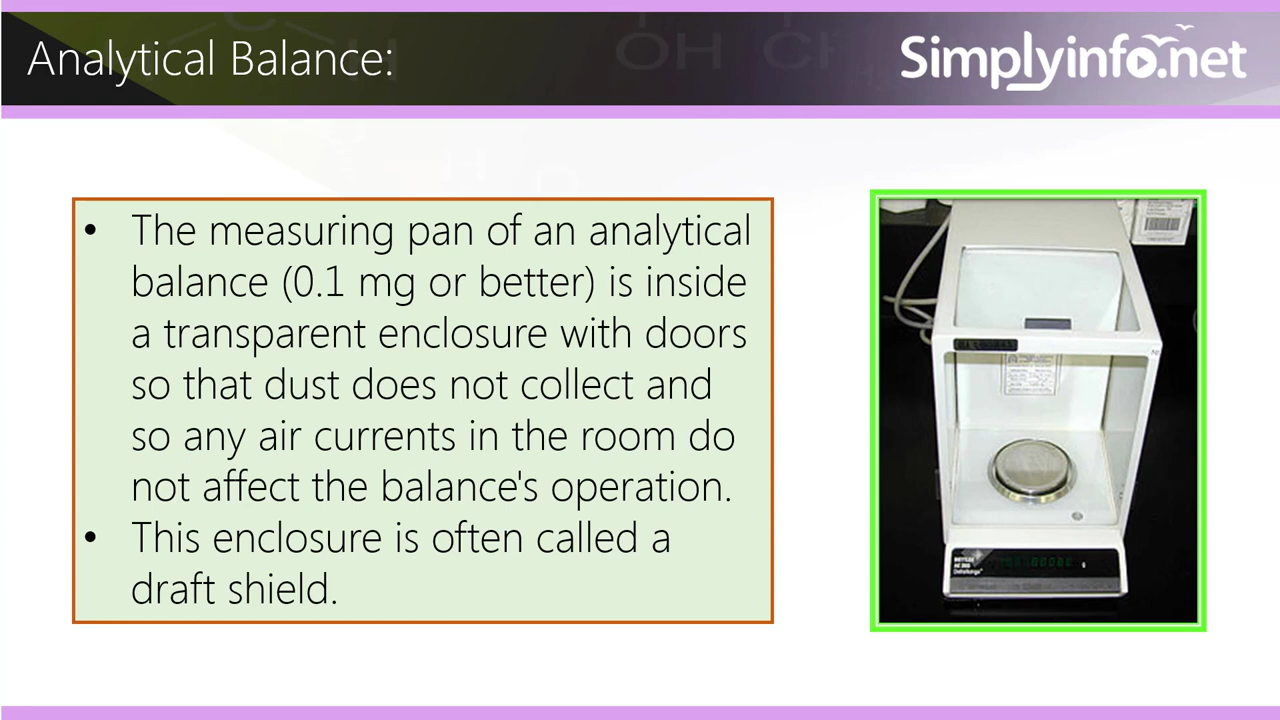 Analytical Balance:
Simplyinfo.net
• The measuring pan of an analytical
balance (0.1 mg or better) is inside
a transparent enclosure with doors
so that dust does not collect and
so any air currents in the room do
not affect the balance's operation.
• This enclosure is often called a
draft shield.
OH
METTLER